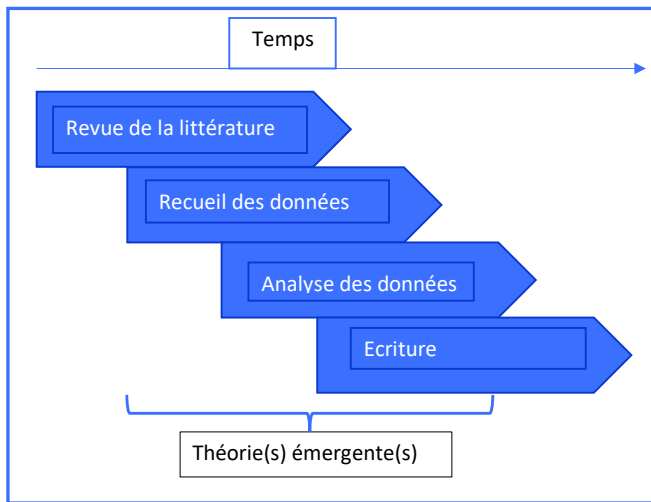 Temps
Revue de la littérature
Recueil des données
Analyse des données
Ecriture
Théorie(s) émergente(s)